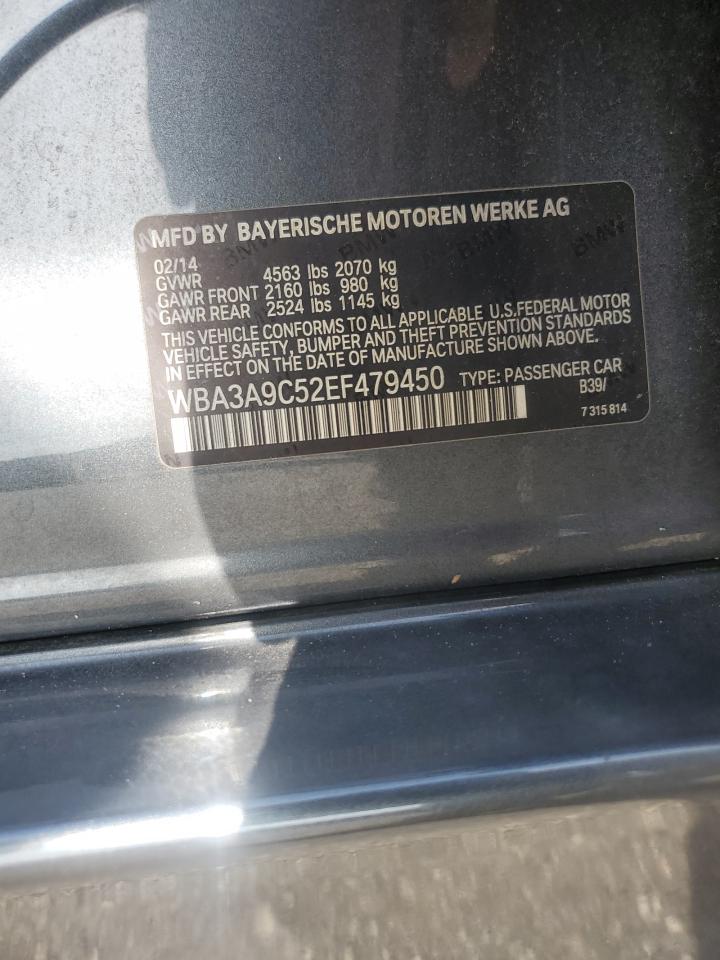 MFD BY BAYERISCHE MOTOREN WERKE AG
02/14
GVWR 4563 lbs 2070 kg
GAWR FRONT 2160 lbs 980 kg
GAWR REAR 2524 lbs 1145 kg
THIS VEHICLE CONFORMS TO ALL APPLICABLE U.S.FEDERAL MOTOR
VEHICLE SAFETY, BUMPER AND THEFT PREVENTION STANDARDS
IN EFFECT ON THE DATE OF MANUFACTURE SHOWN ABOVE.
WBA3A9C52EF479450 TYPE: PASSENGER CAR
B39/
7 315 814